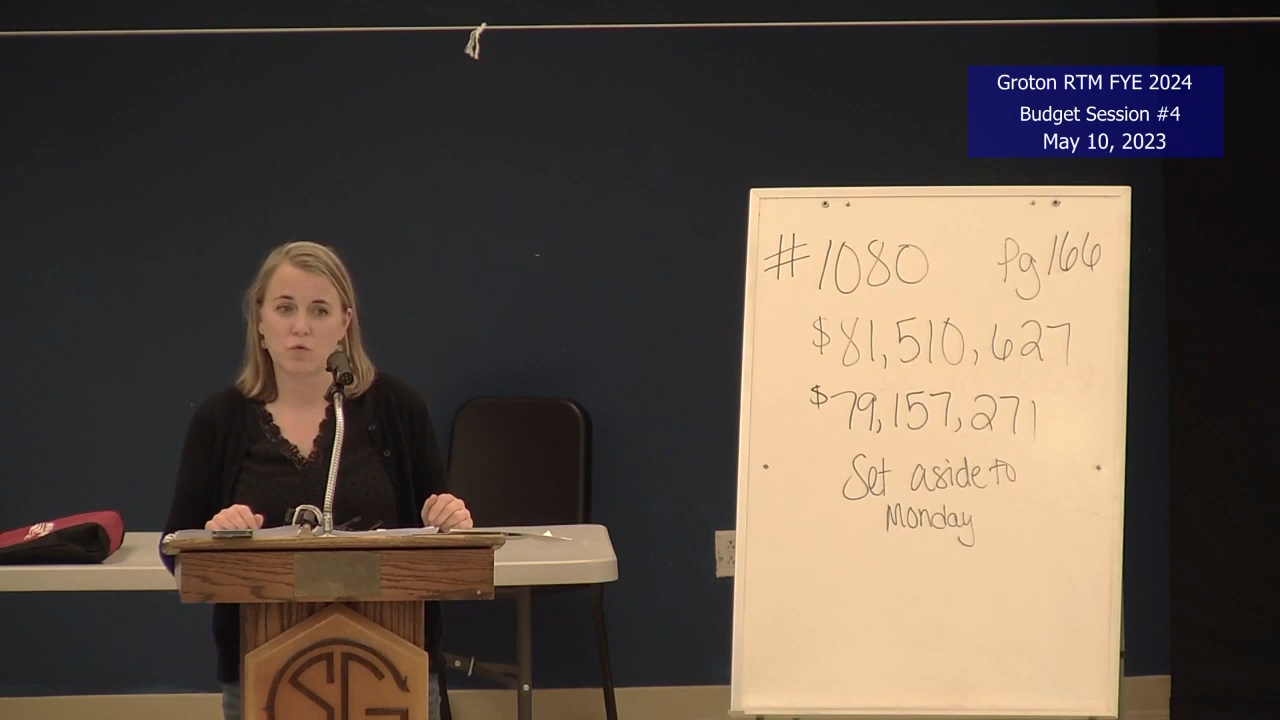 Groton RTM FYE 2024
Budget Session #4
May 10, 2023
#1080 Pg 166
$81,510,627
$79,157,271
Set aside to
Monday
SG